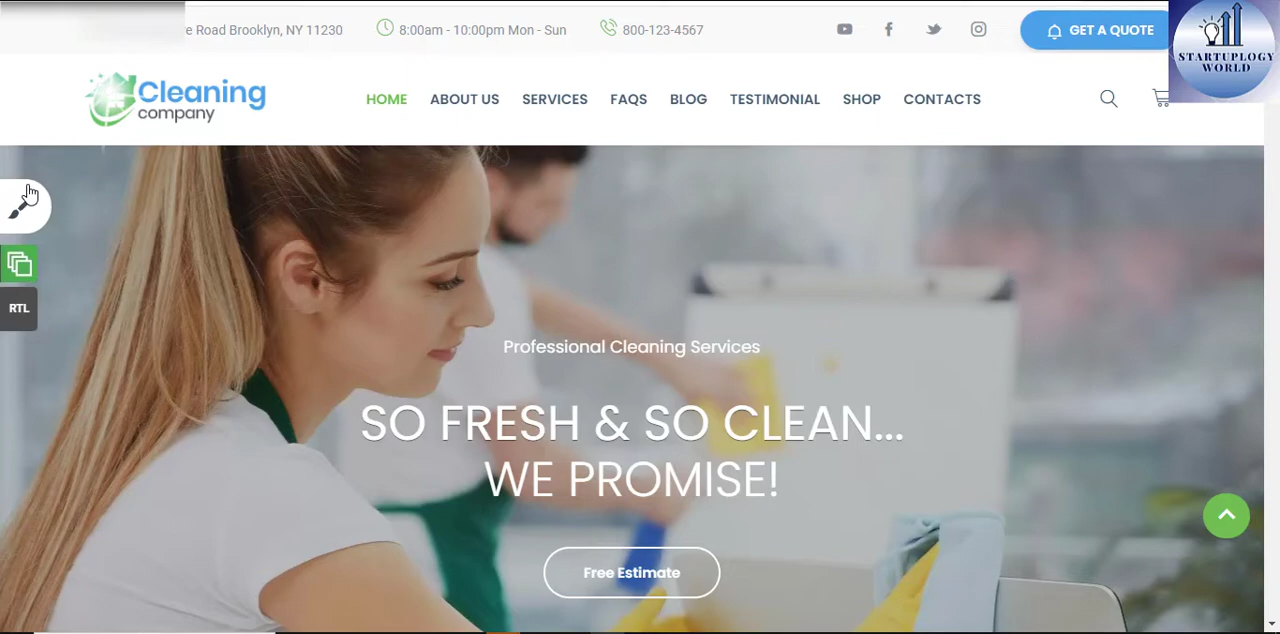 Road Brooklyn, NY 11230
8:00am - 10:00pm Mon - Sun
800-123-4567
GET A QUOTE
STARTUPLOGY
WORLD
Cleaning
company
HOME
ABOUT US
SERVICES
FAQS
BLOG
TESTIMONIAL
SHOP
CONTACTS
RTL
Professional Cleaning Services
SO FRESH & SO CLEAN...
WE PROMISE!
Free Estimate